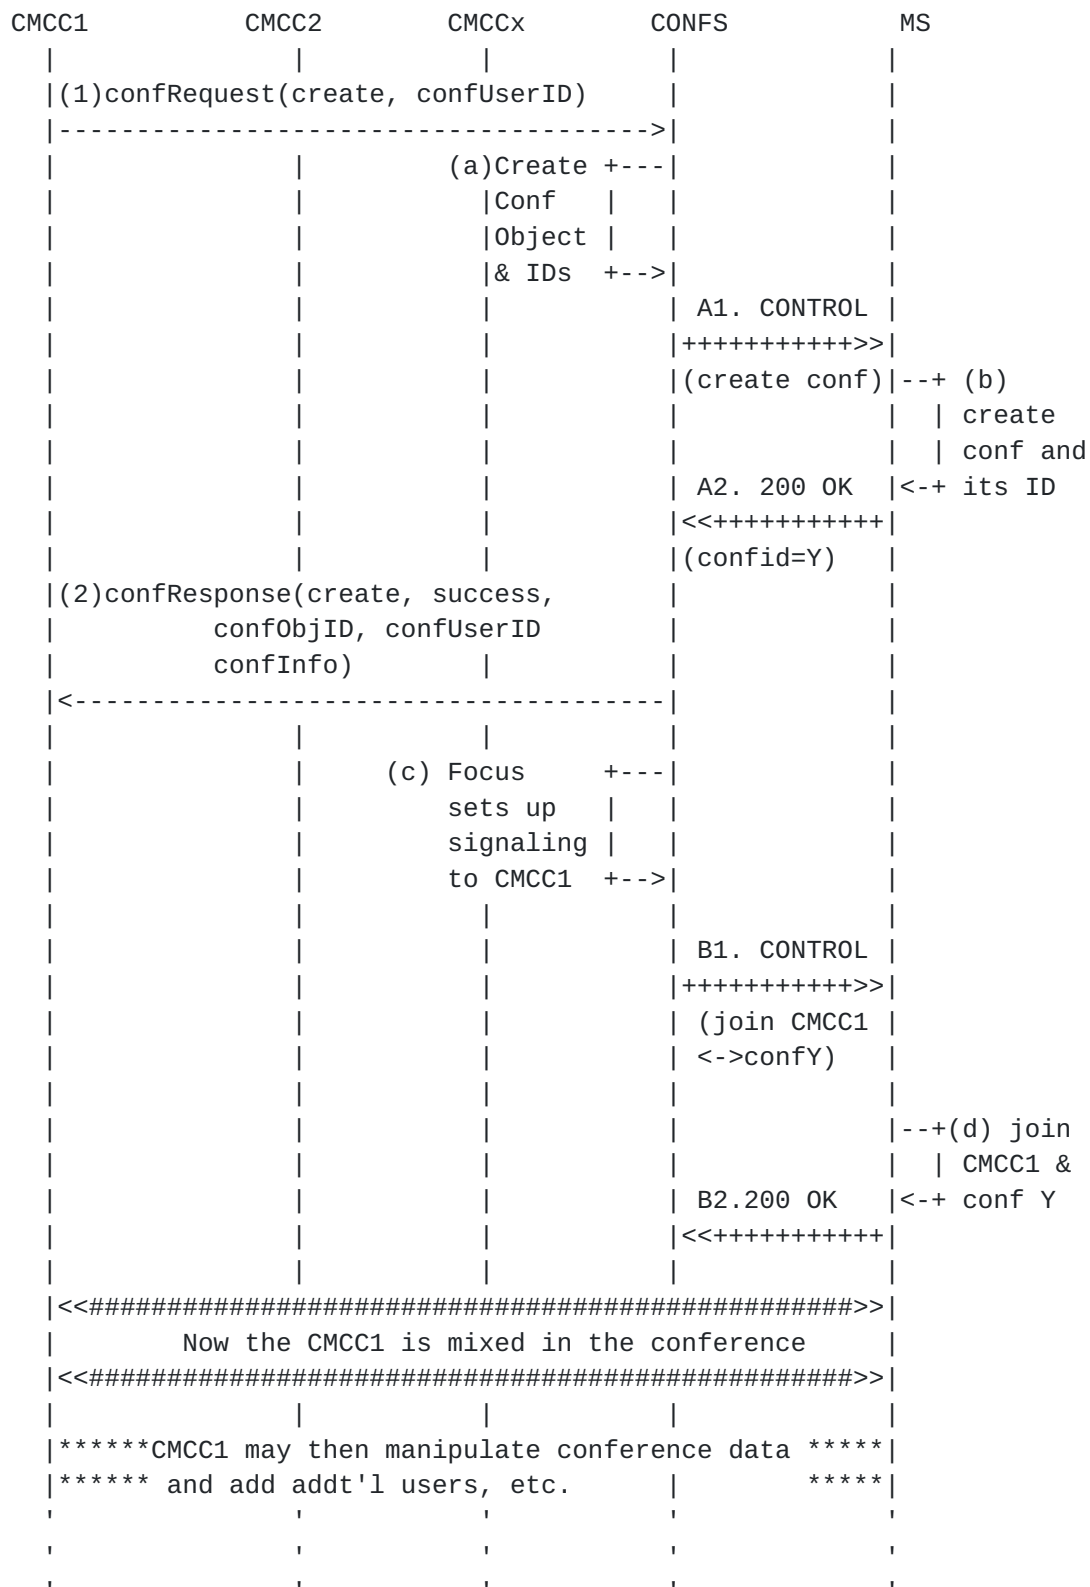 CMCC1          CMCC2        CMCCx        CONFS           MS
  |               |           |           |             |
  |(1)confRequest(create, confUserID)     |             |
  |-------------------------------------->|             |
  |               |         (a)Create +---|             |
  |               |           |Conf   |   |             |
  |               |           |Object |   |             |
  |               |           |& IDs  +-->|             |
  |               |           |           | A1. CONTROL |
  |               |           |           |+++++++++++>>|
  |               |           |           |(create conf)|--+ (b)
  |               |           |           |             |  | create
  |               |           |           |             |  | conf and
  |               |           |           | A2. 200 OK  |<-+ its ID
  |               |           |           |<<+++++++++++|
  |               |           |           |(confid=Y)   |
  |(2)confResponse(create, success,       |             |
  |          confObjID, confUserID        |             |
  |          confInfo)        |           |             |
  |<--------------------------------------|             |
  |               |           |           |             |
  |               |     (c) Focus     +---|             |
  |               |         sets up   |   |             |
  |               |         signaling |   |             |
  |               |         to CMCC1  +-->|             |
  |               |           |           |             |
  |               |           |           | B1. CONTROL |
  |               |           |           |+++++++++++>>|
  |               |           |           | (join CMCC1 |
  |               |           |           | <->confY)   |
  |               |           |           |             |
  |               |           |           |             |--+(d) join
  |               |           |           |             |  | CMCC1 &
  |               |           |           | B2.200 OK   |<-+ conf Y
  |               |           |           |<<+++++++++++|
  |               |           |           |             |
  |<<#################################################>>|
  |        Now the CMCC1 is mixed in the conference     |
  |<<#################################################>>|
  |               |           |           |             |
  |******CMCC1 may then manipulate conference data *****|
  |****** and add addt'l users, etc.      |        *****|
  '               '           '           '             '
  '               '           '           '             '
  '               '           '           '             '